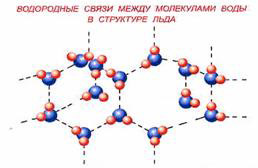 ВОДОРОДНЫЕ СВЯЗИ МЕЖДУ МОЛЕКУЛАМИ ВОДЫ
В СТРУКТУРЕ ЛЬДА